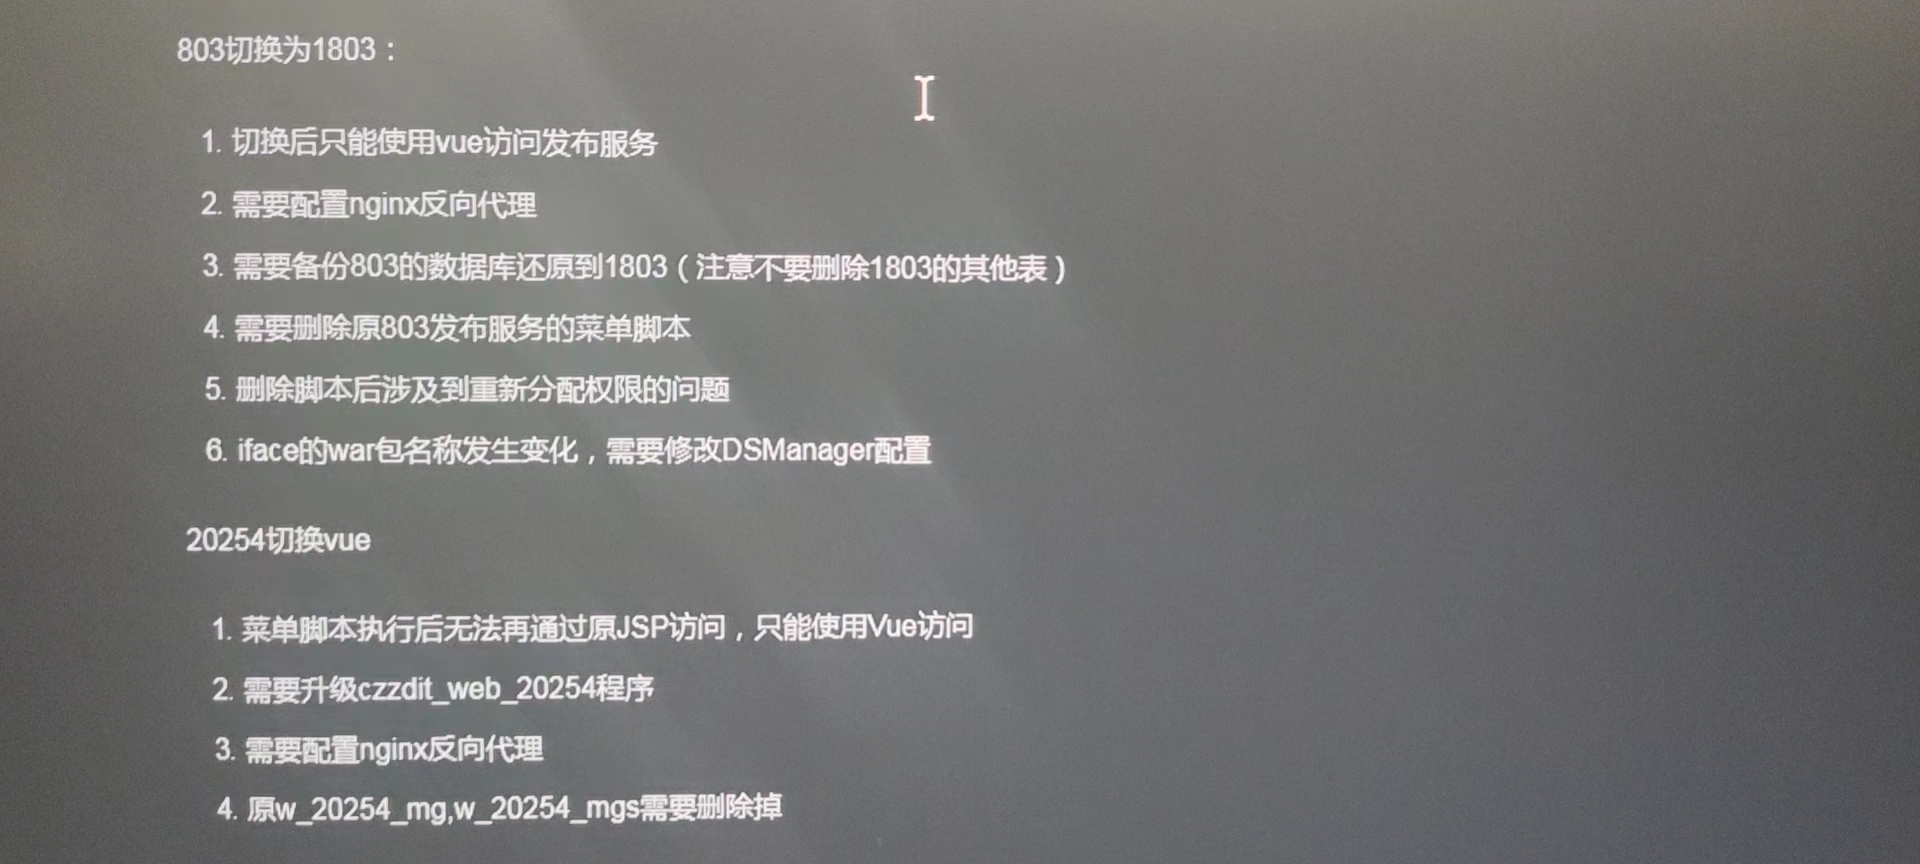 803切换为1803：
1. 切换后只能使用vue访问发布服务
2. 需要配置nginx反向代理
3. 需要备份803的数据库还原到1803（注意不要删除1803的其他表）
4. 需要删除原803发布服务的菜单脚本
5. 删除脚本后涉及到重新分配权限的问题
6. iface的war包名称发生变化，需要修改DSManager配置
20254切换vue
1. 菜单脚本执行后无法再通过原JSP访问，只能使用Vue访问
2. 需要升级czzdit_web_20254程序
3. 需要配置nginx反向代理
4. 原w_20254_mg,w_20254_mgs需要删除掉